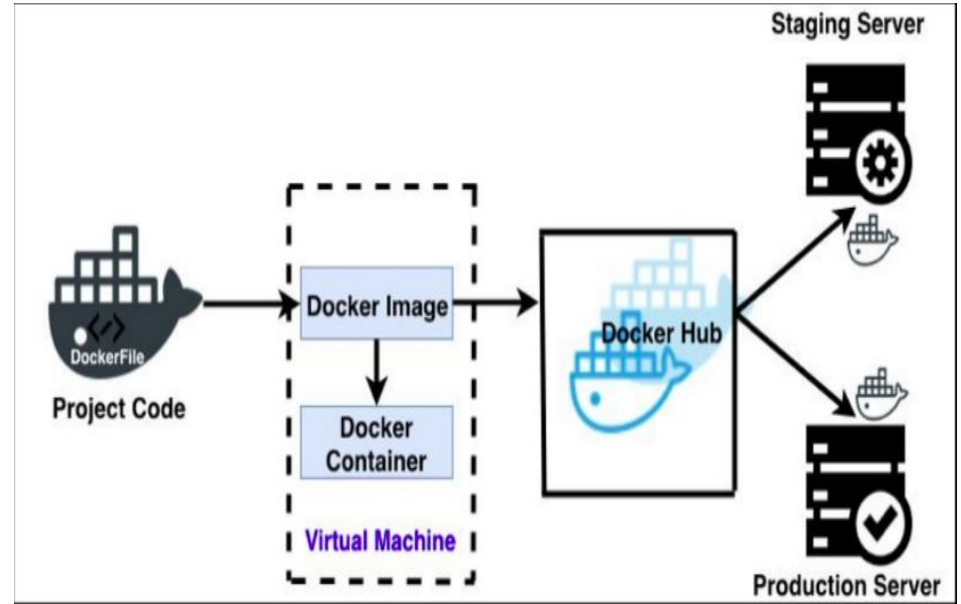 Staging Server
</>
DockerFile
Project Code
Docker Image
Docker
Container
Virtual Machine
Docker Hub
Production Server